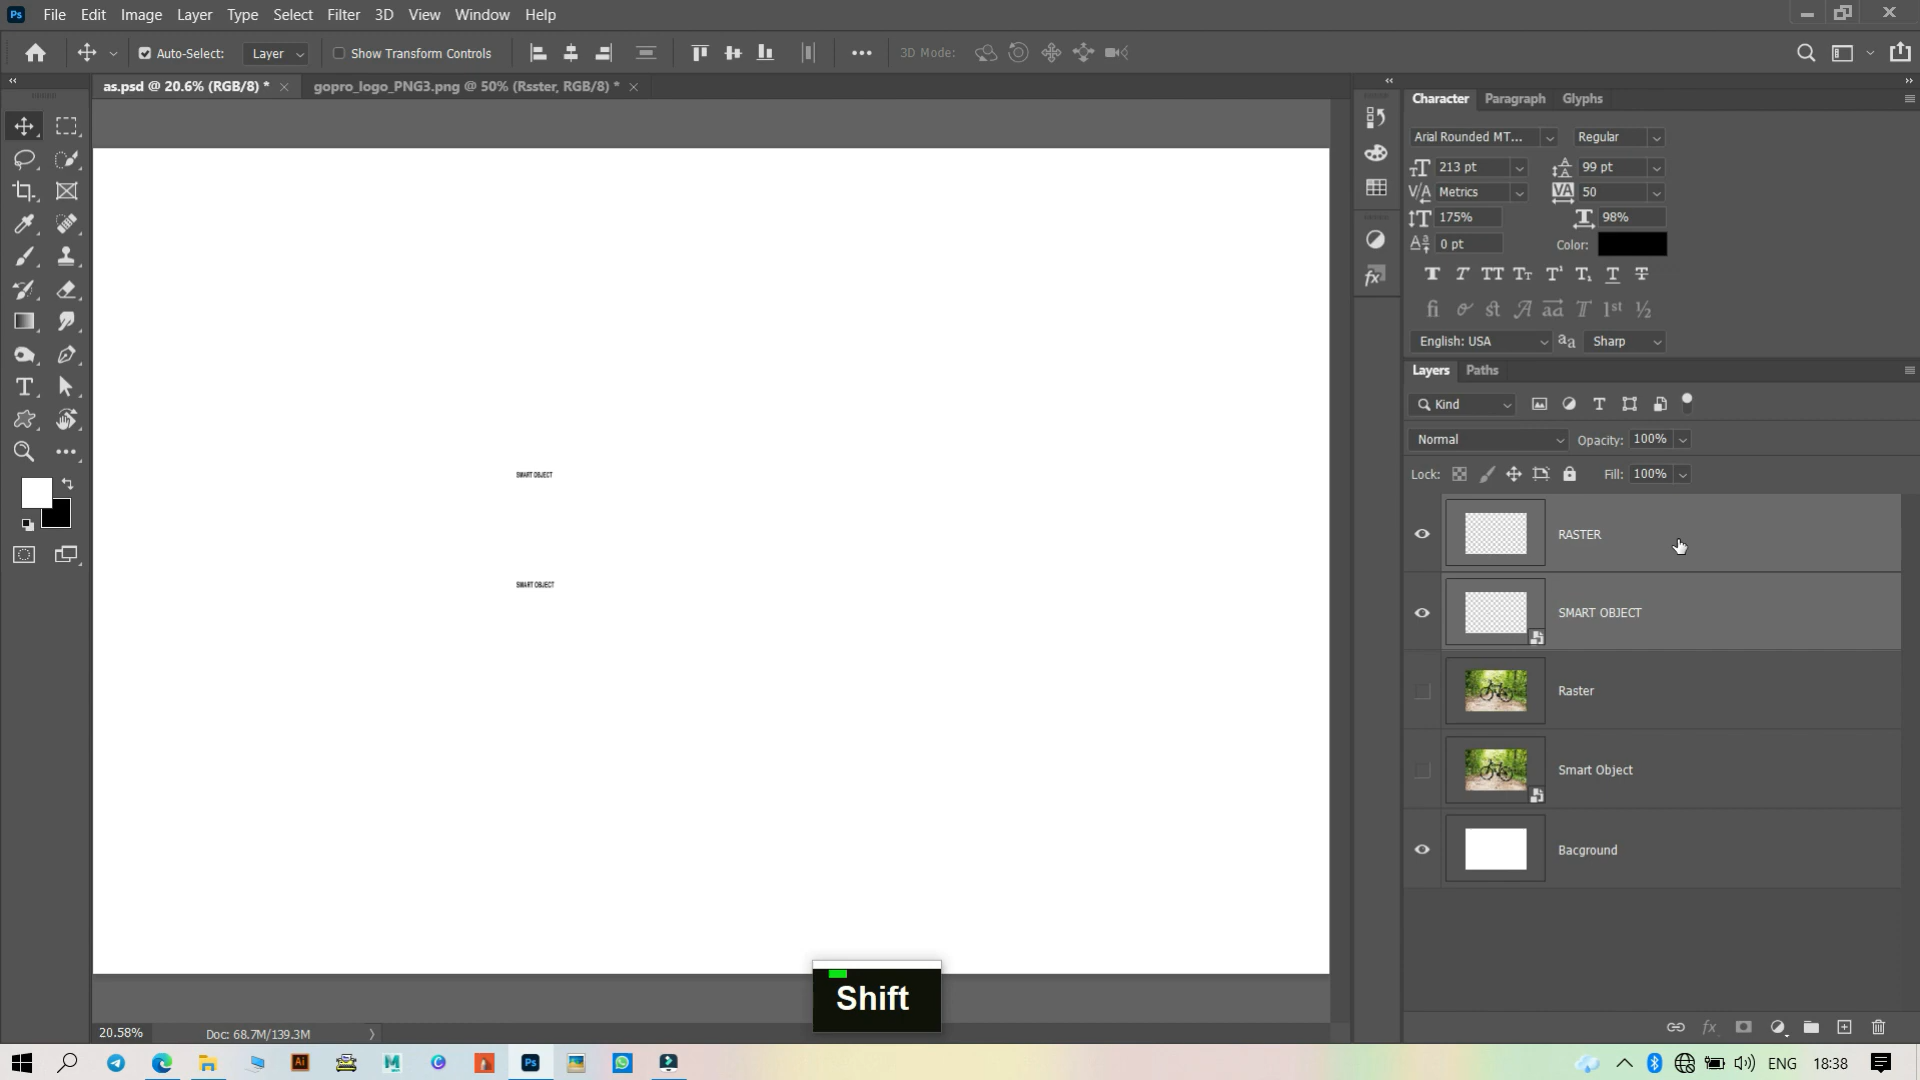 Ps File Edit Image Layer Type Select Filter 3D View Window Help
Auto-Select: Layer Show Transform Controls 3D Mode:
as.psd @ 20.6% (RGB/8) * gopro_logo_PNG3.png @ 50% (Rsster, RGB/8) *
Character Paragraph Glyphs
Arial Rounded MT... Regular
213 pt 99 pt
Metrics 50
175% 98%
0 pt Color:
English: USA Sharp
Layers Paths
Kind
Normal Opacity: 100%
Lock: Fill: 100%
SMART OBJECT
SMART OBJECT
RASTER
SMART OBJECT
Raster
Smart Object
Bacground
Shift
20.58% Doc: 68.7M/139.3M
Ai M C Ps ENG 18:38